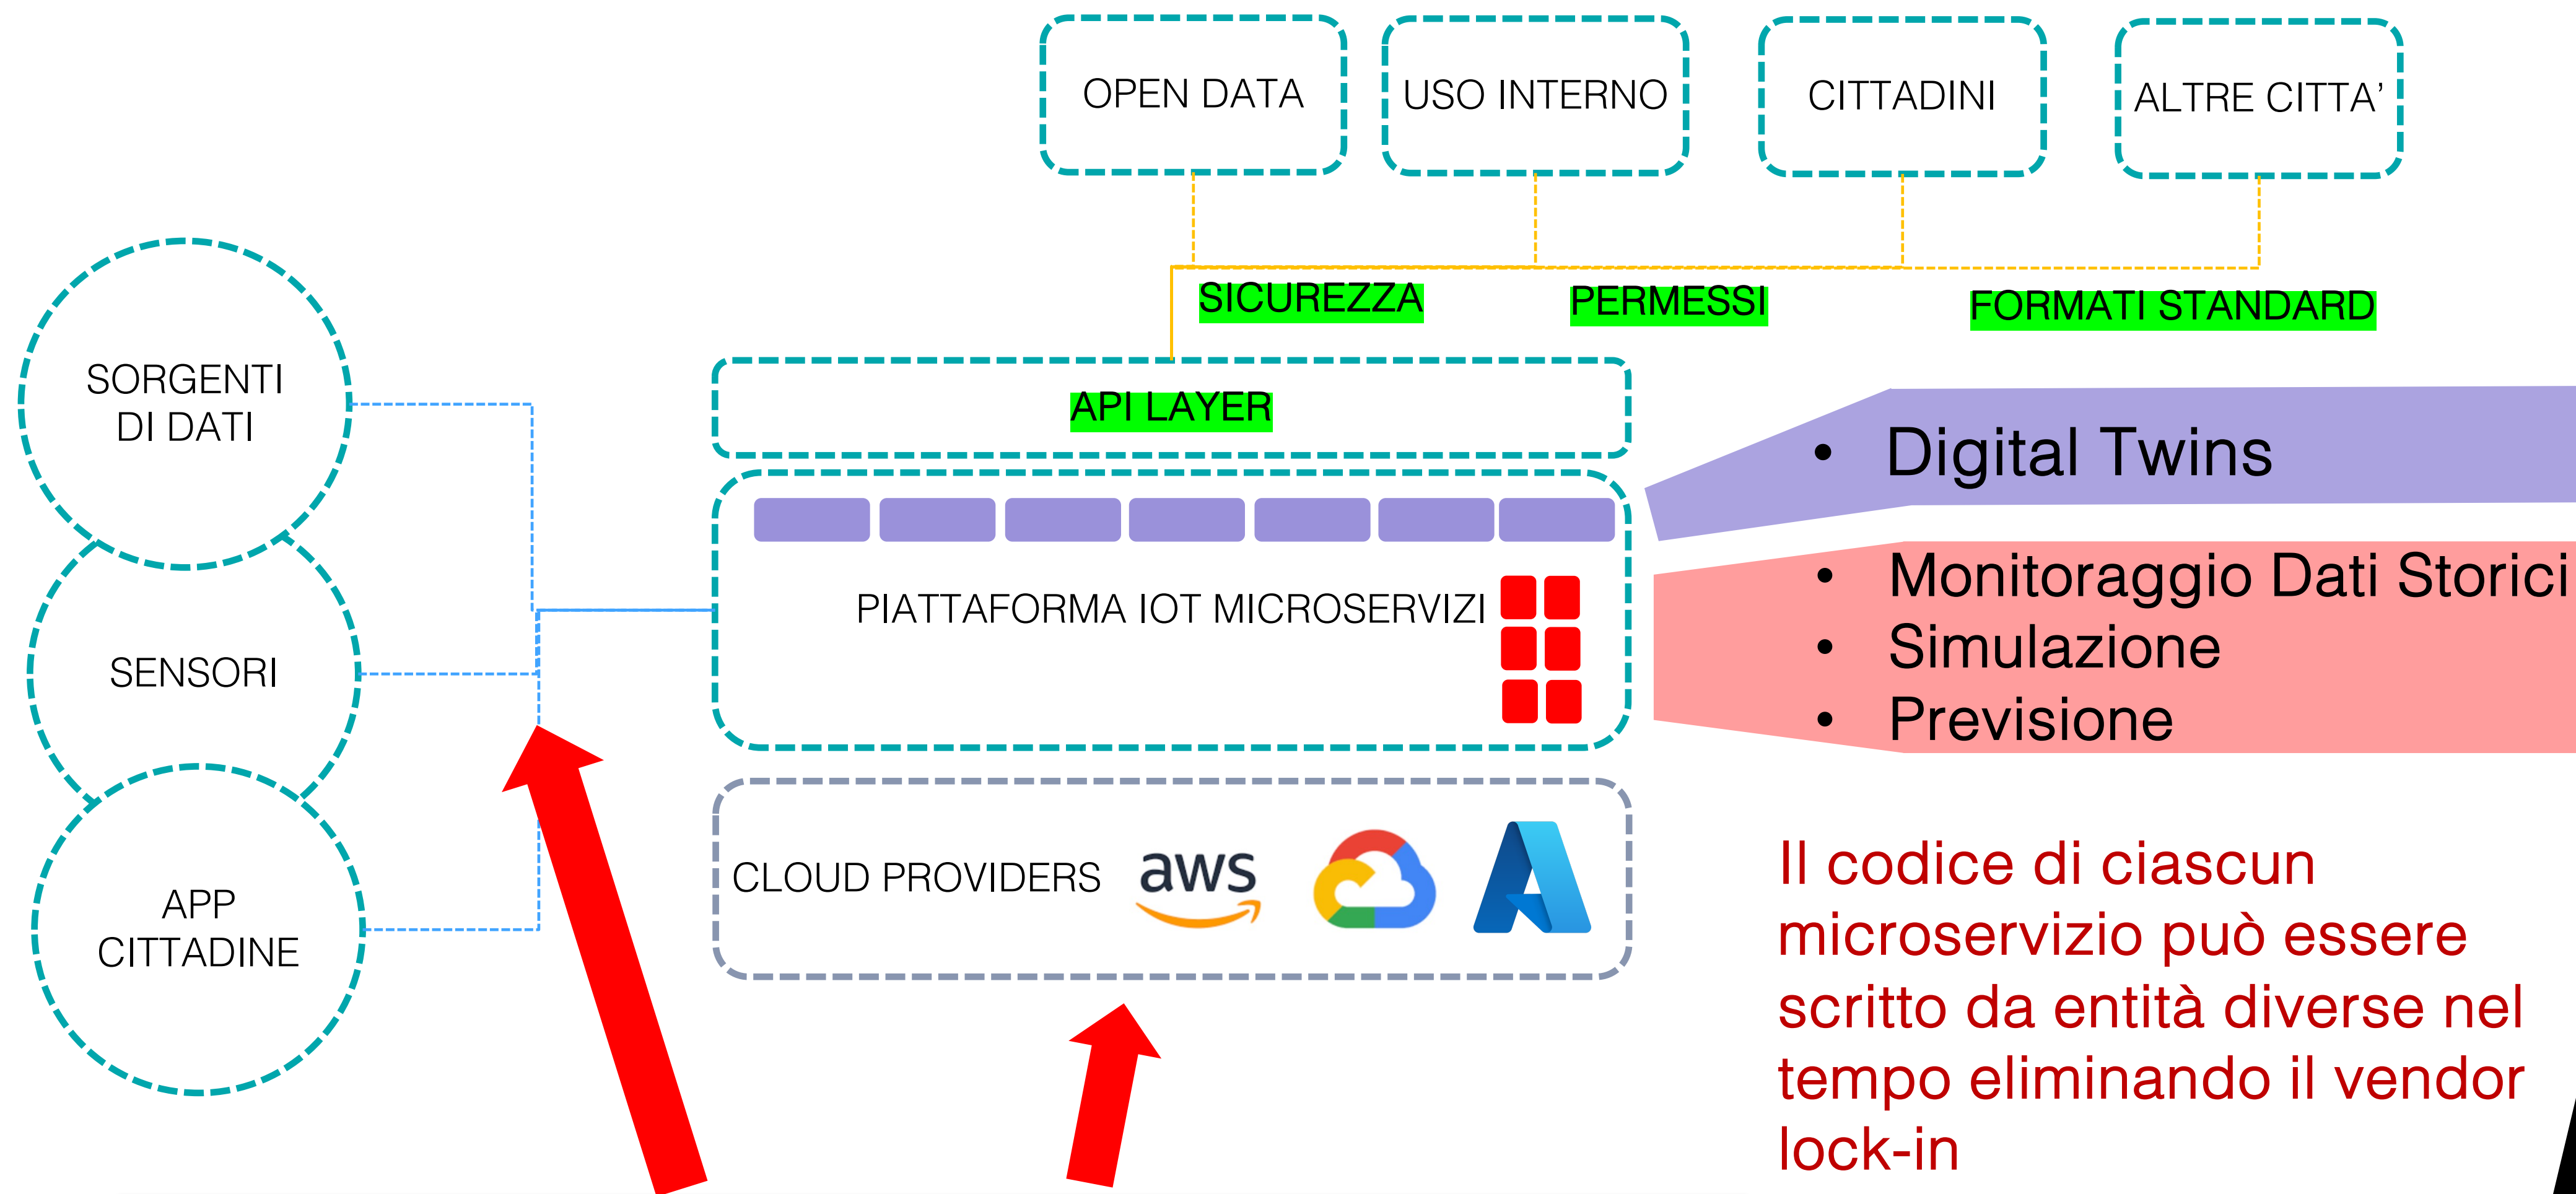 OPEN DATA
USO INTERNO
CITTADINI
ALTRE CITTA’
SICUREZZA
PERMESSI
FORMATI STANDARD
SORGENTI
DI DATI
API LAYER
• Digital Twins
PIATTAFORMA IOT MICROSERVIZI
• Monitoraggio Dati Storici
• Simulazione
• Previsione
SENSORI
CLOUD PROVIDERS
aws
APP
CITTADINE
Il codice di ciascun
microservizio può essere
scritto da entità diverse nel
tempo eliminando il vendor
lock-in